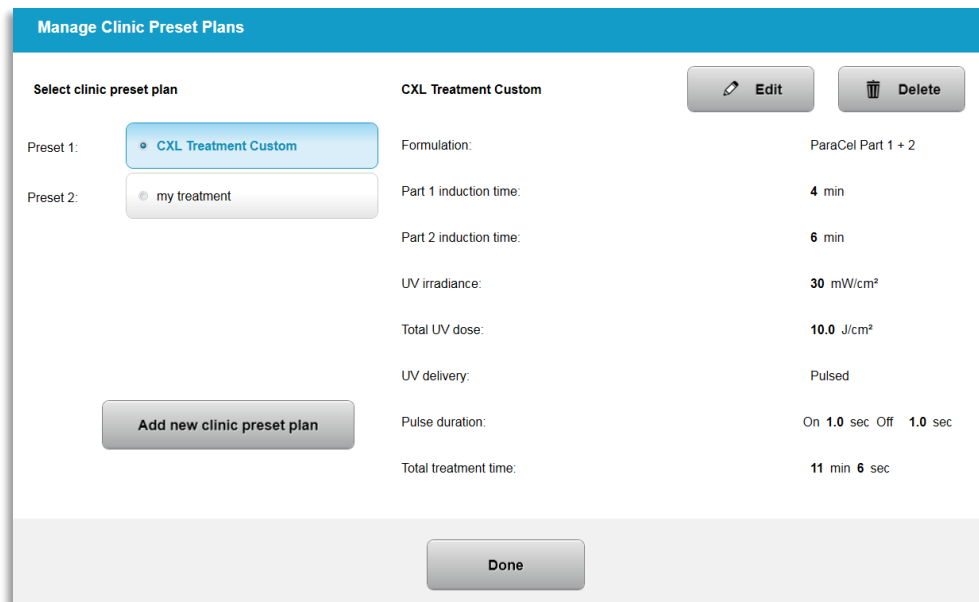 Manage Clinic Preset Plans
Select clinic preset plan
Preset 1: CXL Treatment Custom
Preset 2: my treatment
Add new clinic preset plan
CXL Treatment Custom Edit Delete
Formulation: ParaCel Part 1 + 2
Part 1 induction time: 4 min
Part 2 induction time: 6 min
UV irradiance: 30 mW/cm²
Total UV dose: 10.0 J/cm²
UV delivery: Pulsed
Pulse duration: On 1.0 sec Off 1.0 sec
Total treatment time: 11 min 6 sec
Done